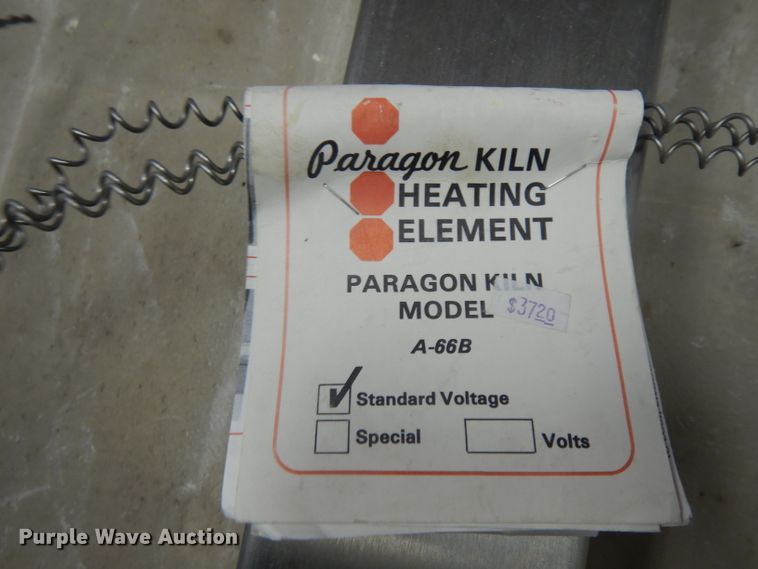 Paragon KILN
HEATING
ELEMENT
PARAGON KILN
MODEL
$3720
A-66B
Standard Voltage
Special
Volts
Purple Wave Auction